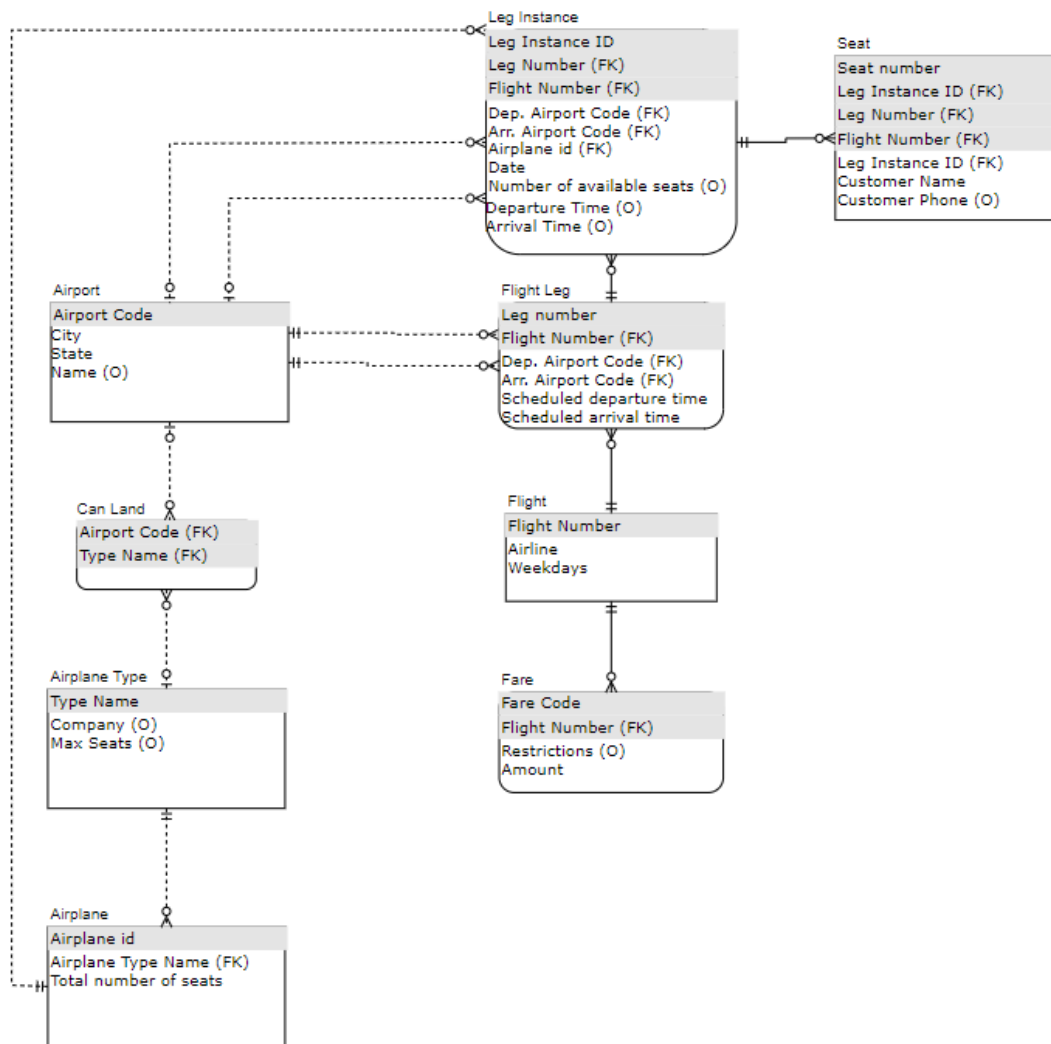 Leg Instance
Leg Instance ID
Leg Number (FK)
Flight Number (FK)
Dep. Airport Code (FK)
Arr. Airport Code (FK)
Airplane id (FK)
Date
Number of available seats (O)
Departure Time (O)
Arrival Time (O)
Seat
Seat number
Leg Instance ID (FK)
Leg Number (FK)
Flight Number (FK)
Leg Instance ID (FK)
Customer Name
Customer Phone (O)
Airport
Airport Code
City
State
Name (O)
Flight Leg
Leg number
Flight Number (FK)
Dep. Airport Code (FK)
Arr. Airport Code (FK)
Scheduled departure time
Scheduled arrival time
Can Land
Airport Code (FK)
Type Name (FK)
Flight
Flight Number
Airline
Weekdays
Airplane Type
Type Name
Company (O)
Max Seats (O)
Fare
Fare Code
Flight Number (FK)
Restrictions (O)
Amount
Airplane
Airplane id
Airplane Type Name (FK)
Total number of seats